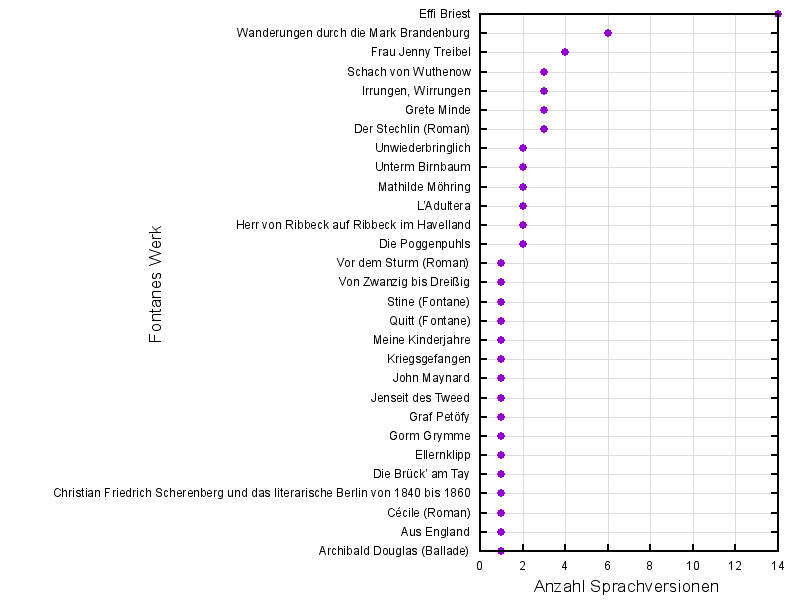 Effi Briest
Wanderungen durch die Mark Brandenburg
Frau Jenny Treibel
Schach von Wuthenow
Irrungen, Wirrungen
Grete Minde
Der Stechlin (Roman)
Unwiederbringlich
Unterm Birnbaum
Mathilde Möhring
L'Adultera
Herr von Ribbeck auf Ribbeck im Havelland
Die Poggenpuhls
Vor dem Sturm (Roman)
Von Zwanzig bis Dreißig
Stine (Fontane)
Quitt (Fontane)
Meine Kinderjahre
Kriegsgefangen
John Maynard
Jenseit des Tweed
Graf Petöfy
Gorm Grymme
Ellernklipp
Die Brück' am Tay
Christian Friedrich Scherenberg und das literarische Berlin von 1840 bis 1860
Cécile (Roman)
Aus England
Archibald Douglas (Ballade)
Fontanes Werk
0 2 4 6 8 10 12 14
Anzahl Sprachversionen